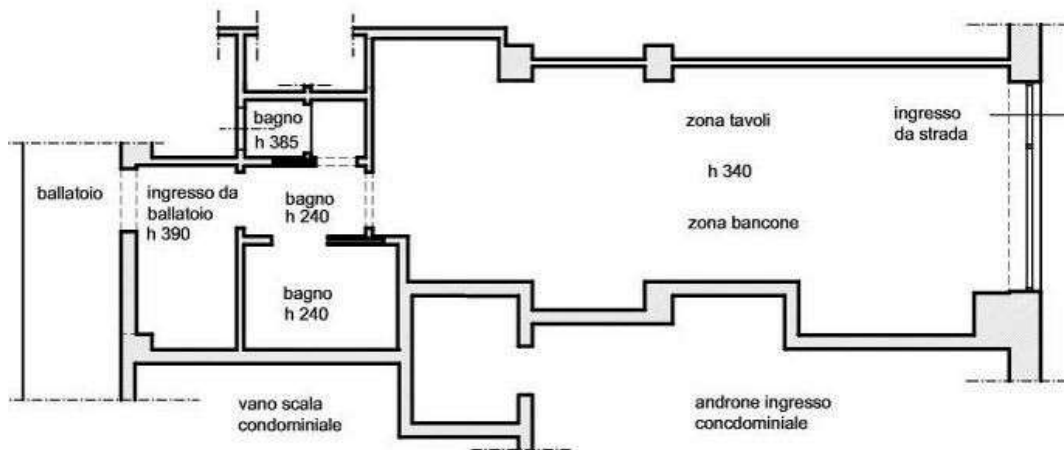 bagno
h 385
zona tavoli
ingresso
da strada
h 340
ballatoio
ingresso da
ballatoio
h 390
bagno
h 240
zona bancone
bagno
h 240
vano scala
condominiale
androne ingresso
concdominiale